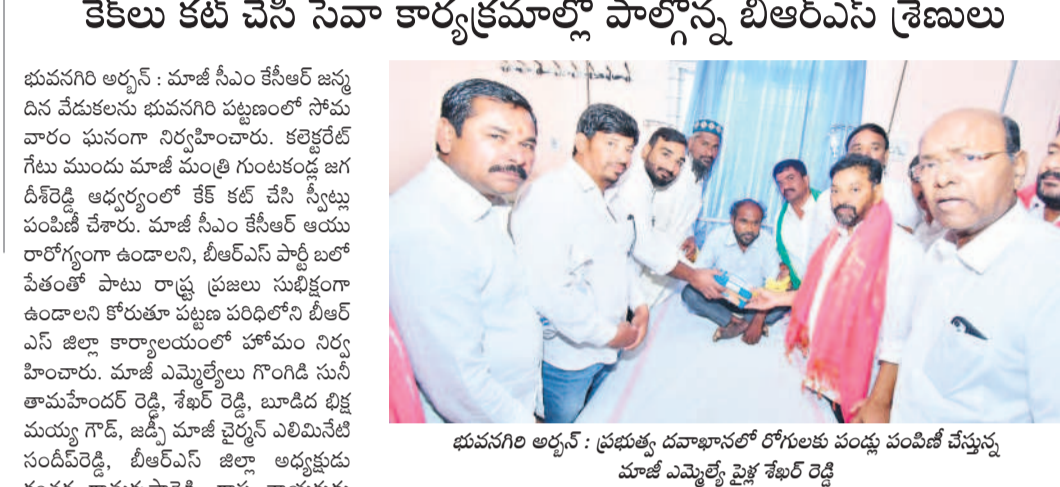 కేక్‌లు కట్ చేసి సేవా కార్యక్రమాల్లో పాల్గొన్న బీఆర్ఎస్ శ్రేణులు
భువనగిరి అర్బన్ : మాజీ సీఎం కేసీఆర్ జన్మ
దిన వేడుకలను భువనగిరి పట్టణంలో సోమ
వారం ఘనంగా నిర్వహించారు. కలెక్టరేట్
గేటు ముందు మాజీ మంత్రి గుంటకండ్ల జగ
దీశ్‌రెడ్డి ఆధ్వర్యంలో కేక్ కట్ చేసి స్వీట్లు
పంపిణీ చేశారు. మాజీ సీఎం కేసీఆర్ ఆయు
రారోగ్యంగా ఉండాలని, బీఆర్ఎస్ పార్టీ బలో
పేతంతో పాటు రాష్ట్ర ప్రజలు సుభిక్షంగా
ఉండాలని కోరుతూ పట్టణ పరిధిలోని బీఆర్
ఎస్ జిల్లా కార్యాలయంలో హోమం నిర్వ
హించారు. మాజీ ఎమ్మెల్యేలు గొంగిడి సునీ
తామహేందర్ రెడ్డి, శేఖర్ రెడ్డి, బూడిద భిక్ష
మయ్య గౌడ్, జడ్పీ మాజీ చైర్మన్ ఎలిమినేటి
సందీప్‌రెడ్డి, బీఆర్ఎస్ జిల్లా అధ్యక్షుడు
భువనగిరి అర్బన్ : ప్రభుత్వ దవాఖానలో రోగులకు పండ్లు పంపిణీ చేస్తున్న
మాజీ ఎమ్మెల్యే పైళ్ల శేఖర్ రెడ్డి